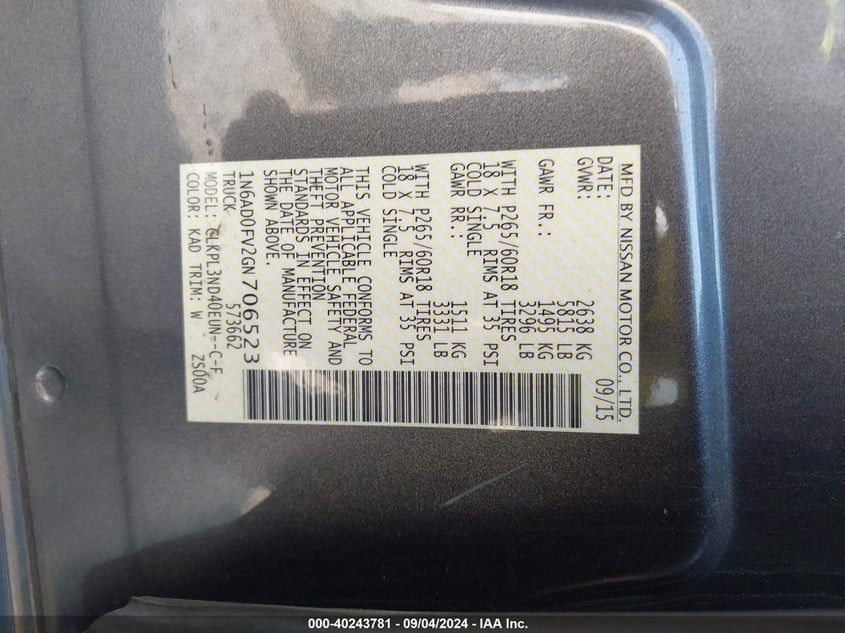 MFD BY NISSAN MOTOR CO., LTD.
DATE: 09/15
GVWR: 2638 KG
5815 LB
GAWR FR.: 1495 KG
3296 LB
WITH P265/60R18 TIRES
18 X 7.5 RIMS AT 35 PSI
COLD SINGLE
GAWR RR.: 1511 KG
3331 LB
WITH P265/60R18 TIRES
18 X 7.5 RIMS AT 35 PSI
COLD SINGLE
THIS VEHICLE CONFORMS TO
ALL APPLICABLE FEDERAL
MOTOR VEHICLE SAFETY AND
THEFT PREVENTION
STANDARDS IN EFFECT ON
THE DATE OF MANUFACTURE
SHOWN ABOVE.
1N6AD0FV2GN706523
TRUCK 573662
MODEL: CLKPL3ND40EUN--C-F
COLOR: KAD TRIM: W ZS00A
000-40243781 - 09/04/2024 - IAA Inc.